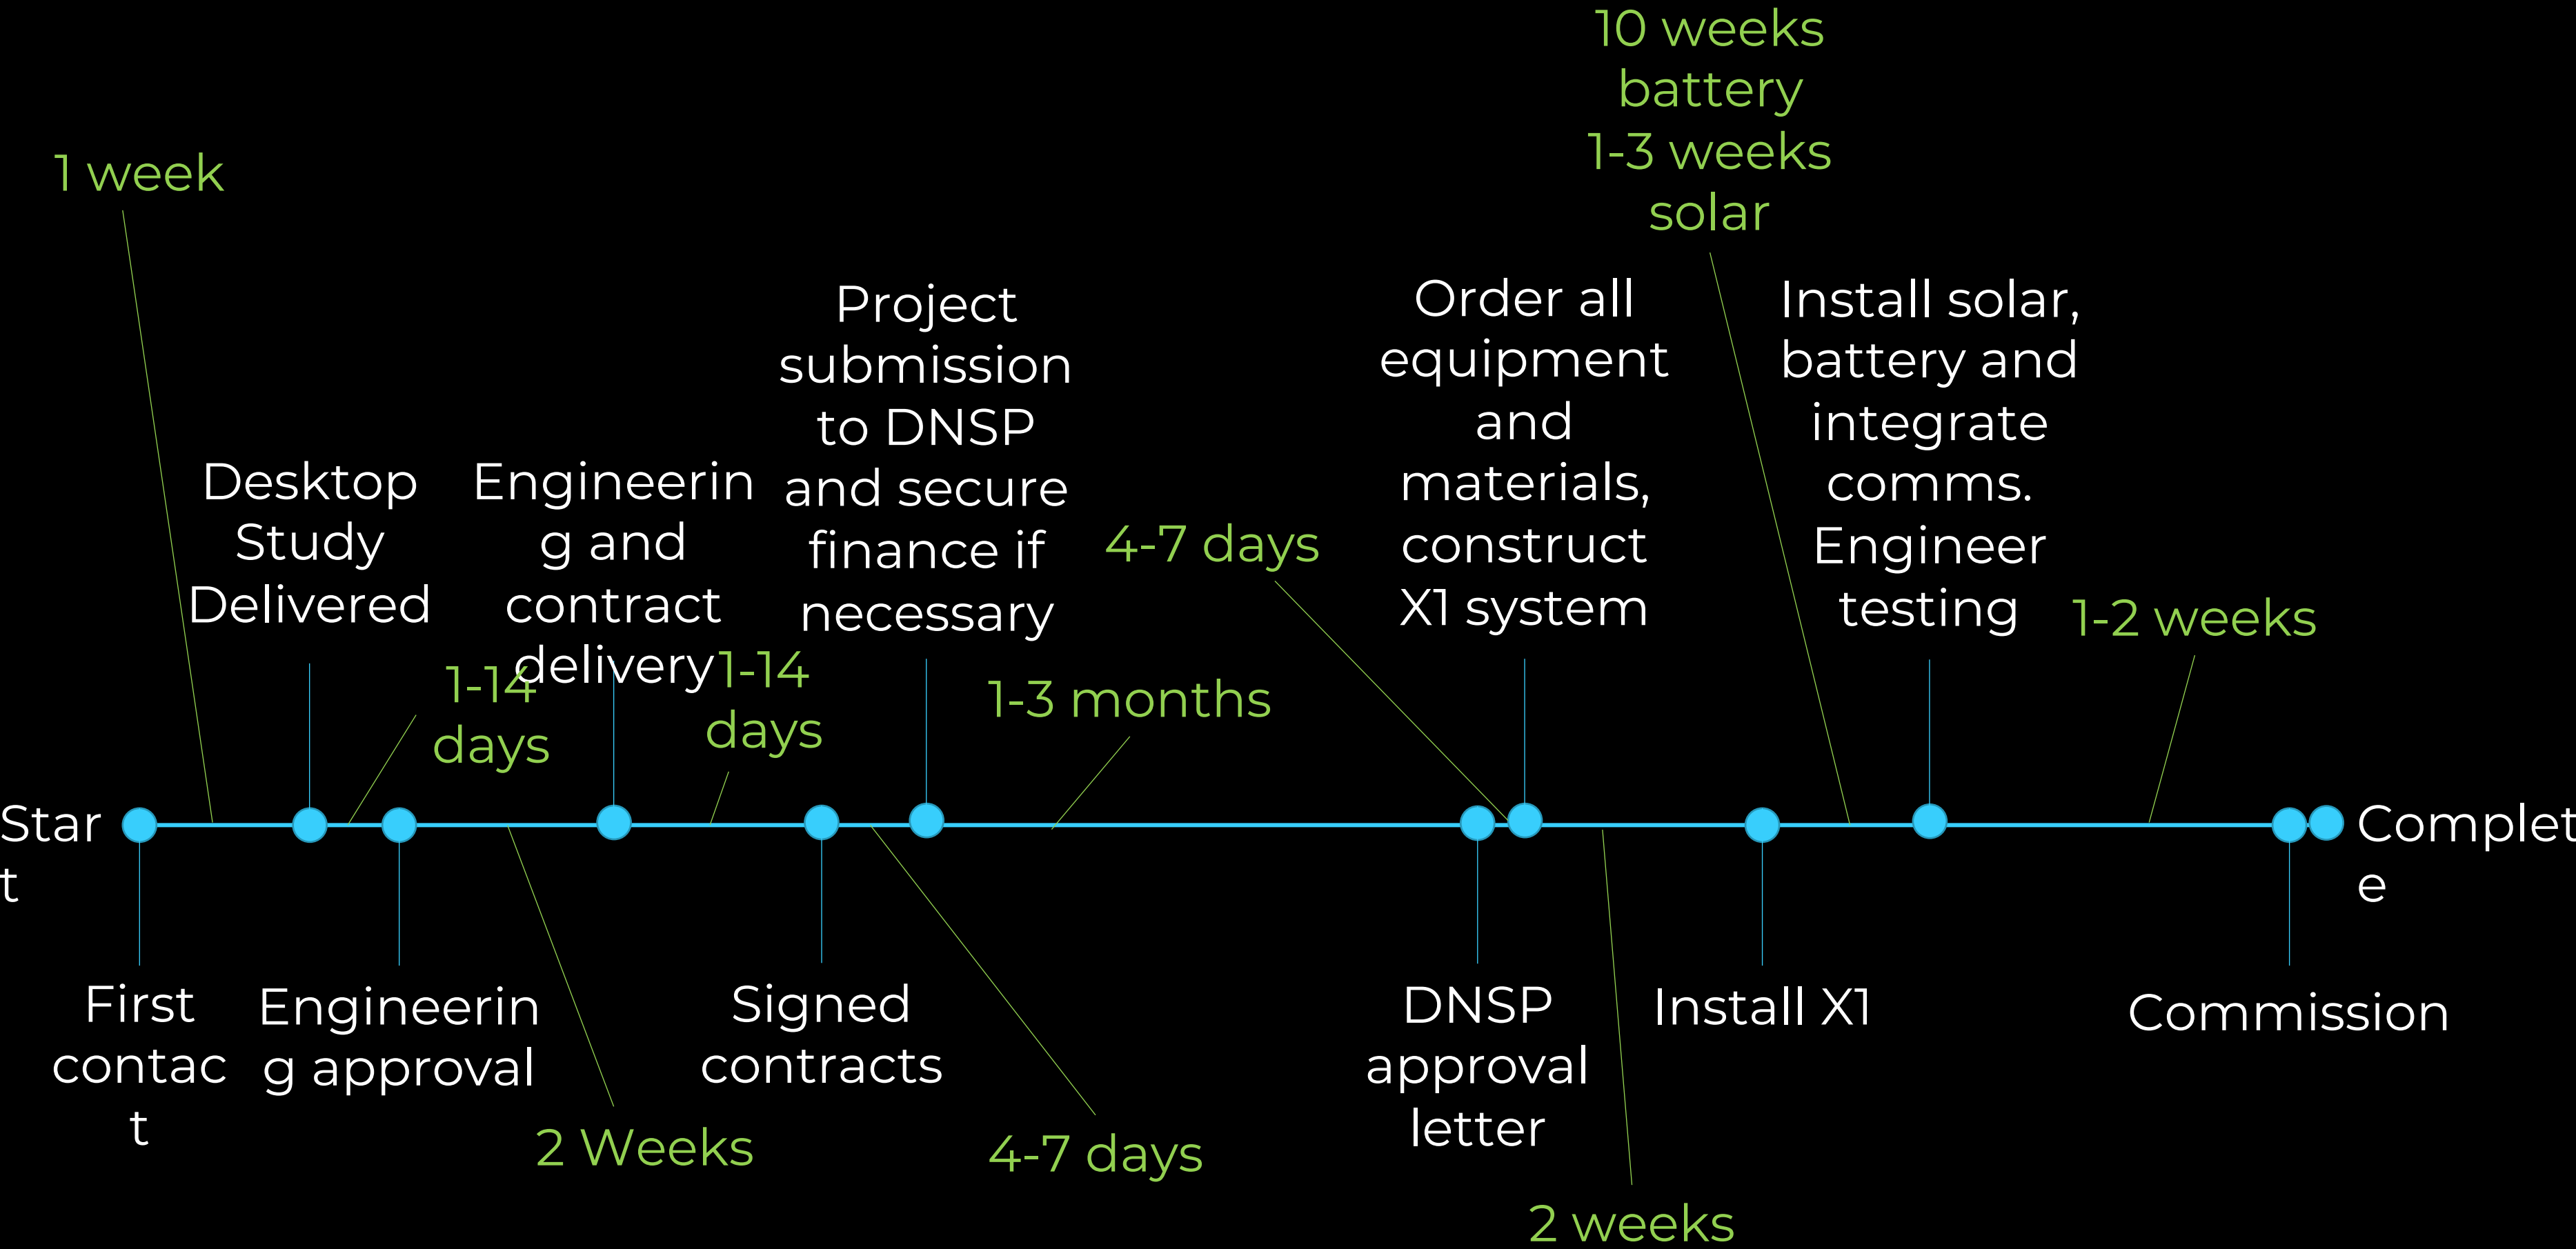 10 weeks
battery
1-3 weeks
solar
1 week
Desktop
Study
Delivered
1-14
days
Engineerin
g and
contract
delivery
1-14
days
Project
submission
to DNSP
and secure
finance if
necessary
1-3 months
4-7 days
Order all
equipment
and
materials,
construct
X1 system
Install solar,
battery and
integrate
comms.
Engineer
testing
1-2 weeks
Star
t
Complet
e
First
contac
t
Engineerin
g approval
2 Weeks
Signed
contracts
4-7 days
DNSP
approval
letter
2 weeks
Install X1
Commission